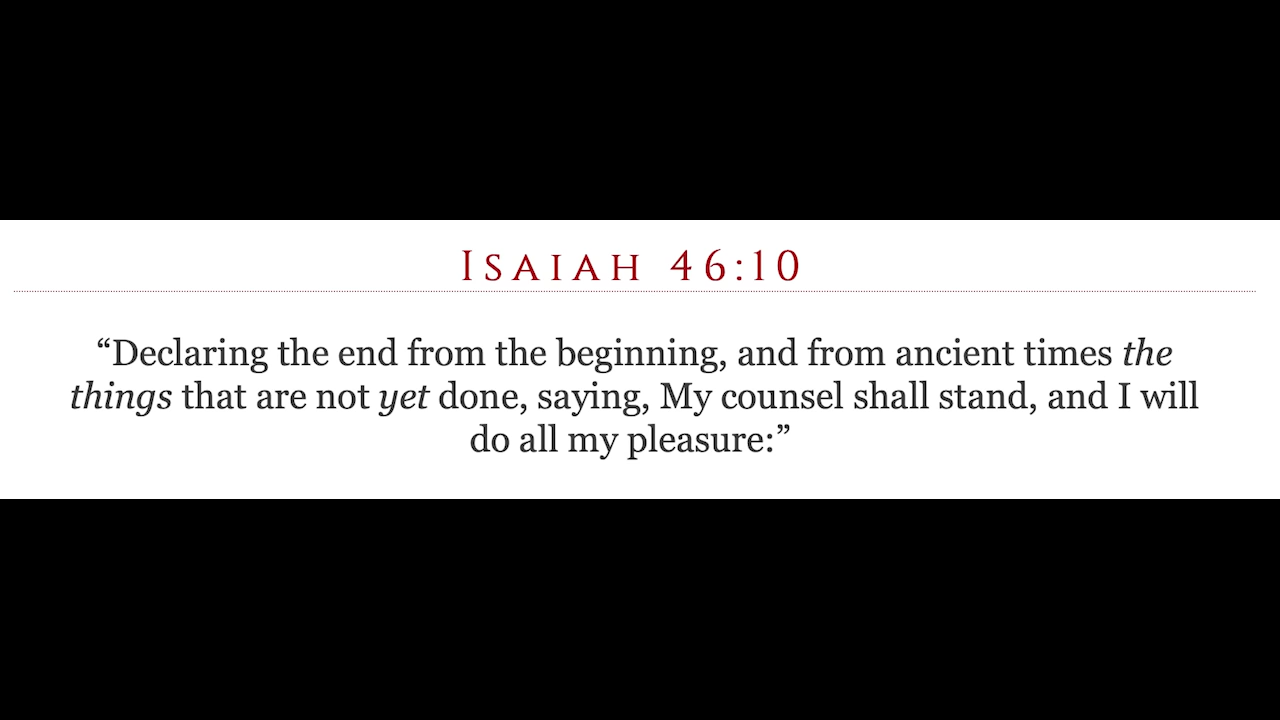 Isaiah 46:10
“Declaring the end from the beginning, and from ancient times the
things that are not yet done, saying, My counsel shall stand, and I will
do all my pleasure:”